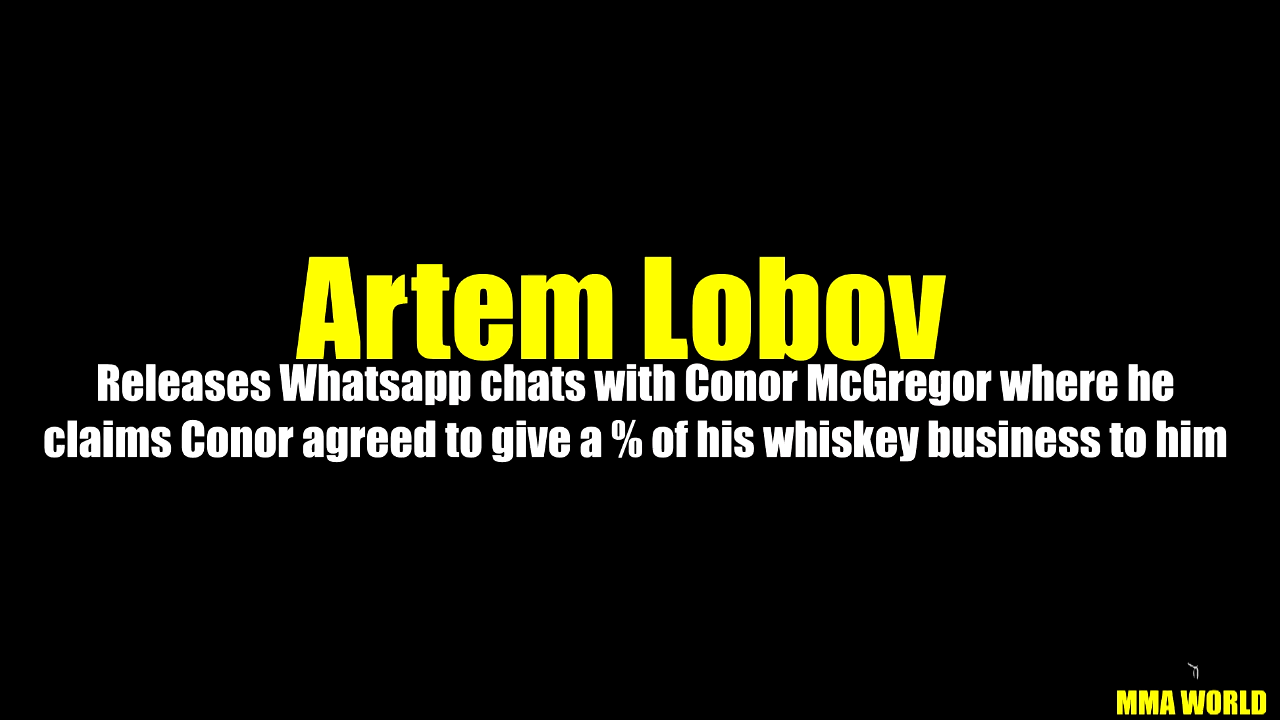 Artem Lobov
Releases Whatsapp chats with Conor McGregor where he
claims Conor agreed to give a % of his whiskey business to him
MMA WORLD